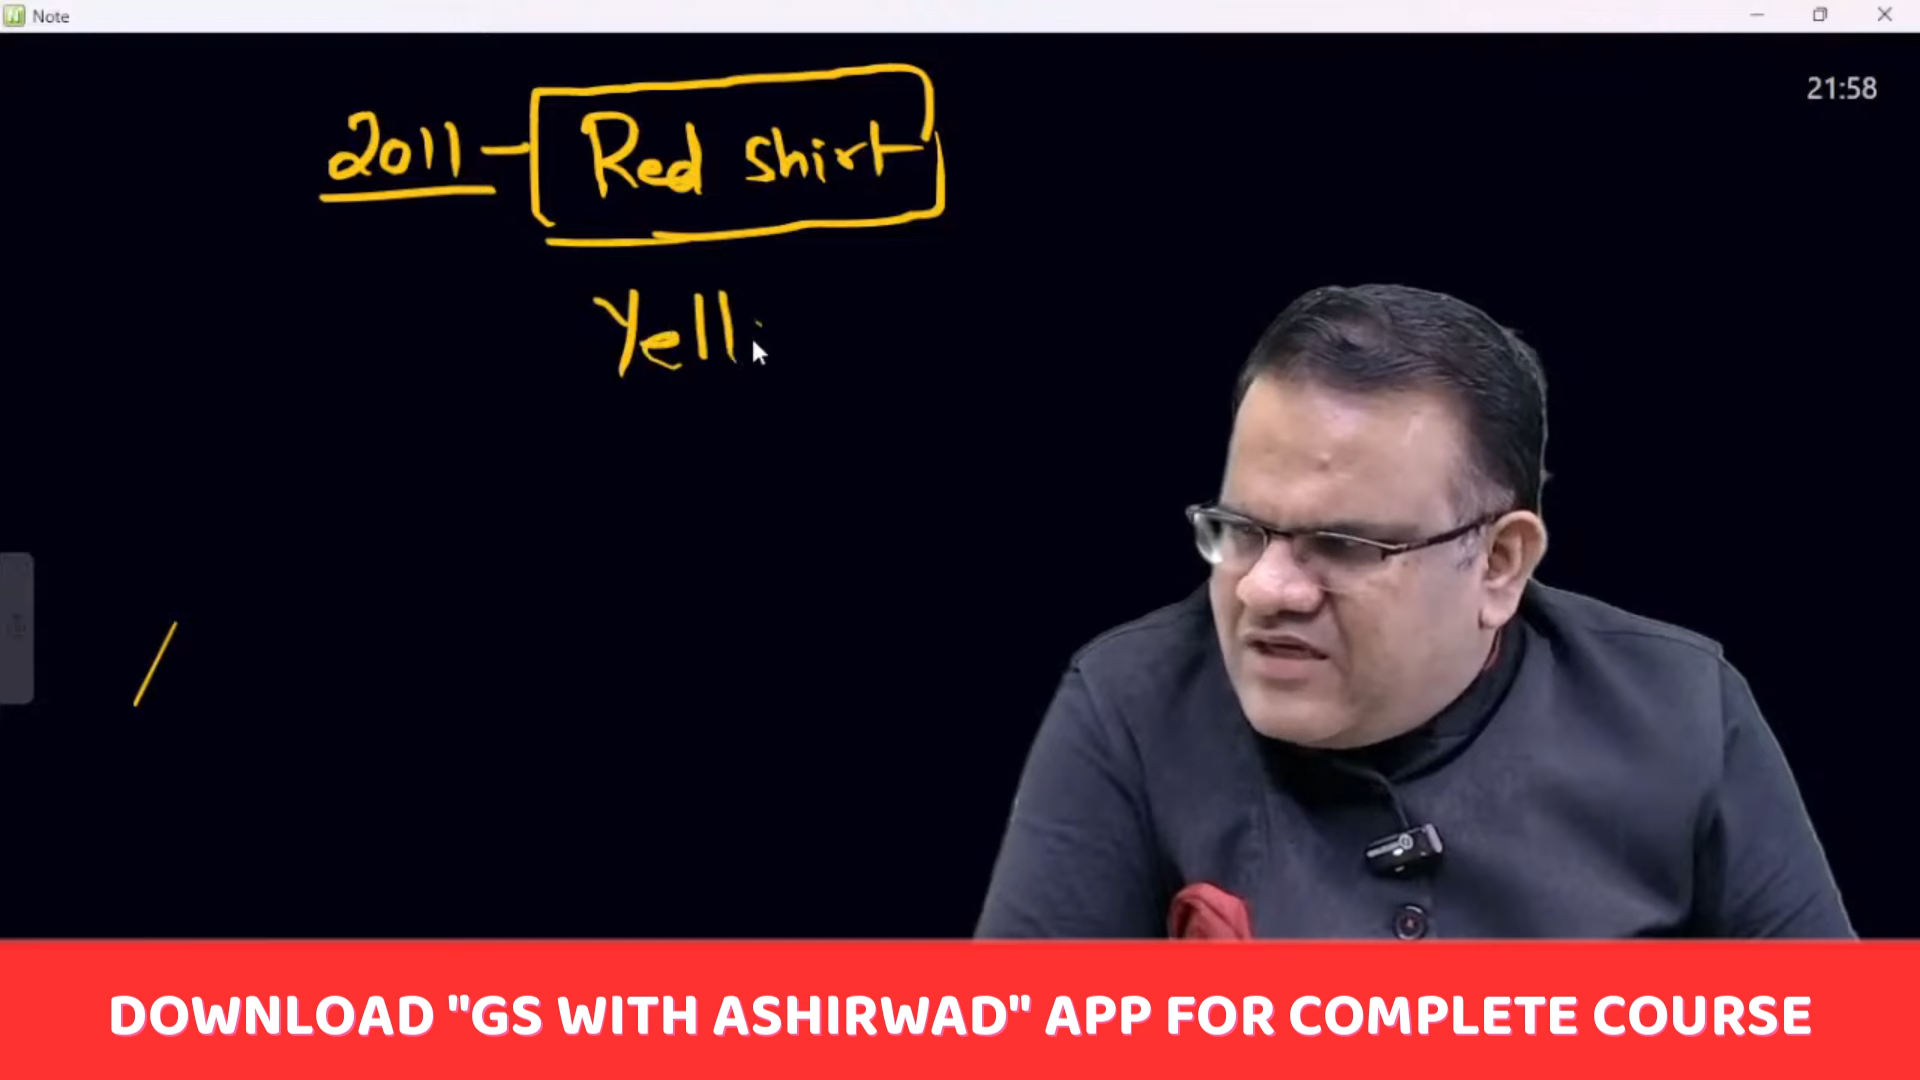 Note
21:58
2011 - Red shirt
Yell
DOWNLOAD "GS WITH ASHIRWAD" APP FOR COMPLETE COURSE